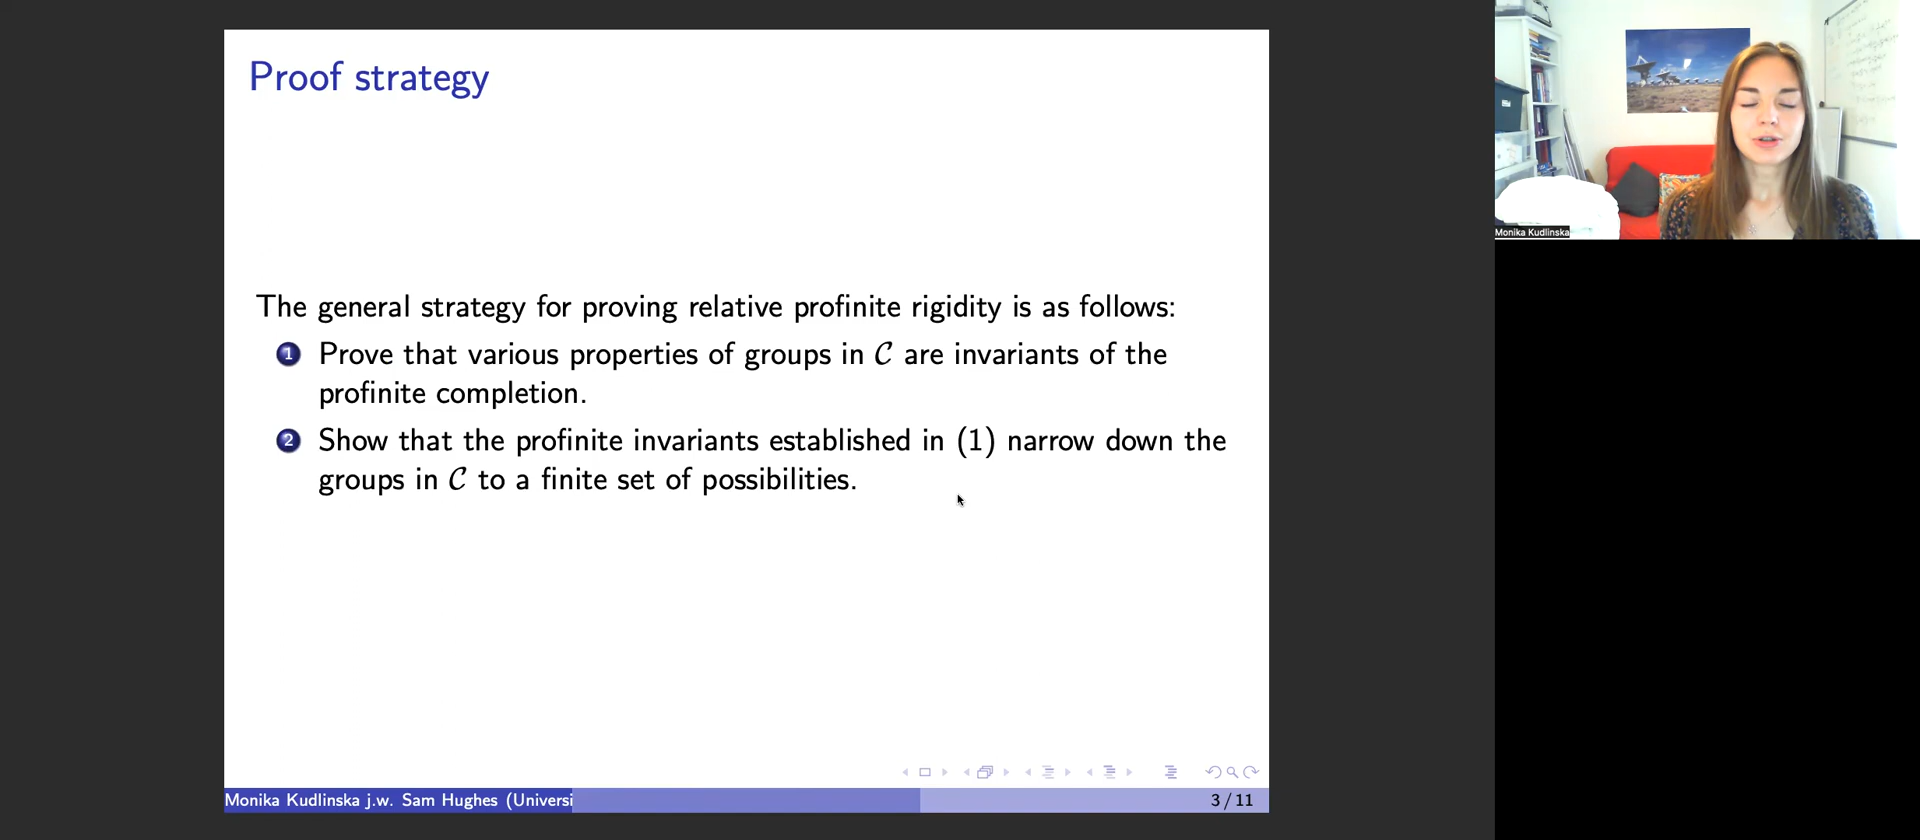 Proof strategy
The general strategy for proving relative profinite rigidity is as follows:
1 Prove that various properties of groups in 𝒞 are invariants of the
profinite completion.
2 Show that the profinite invariants established in (1) narrow down the
groups in 𝒞 to a finite set of possibilities.
Monika Kudlinska j.w. Sam Hughes (Universi
3 / 11
Monika Kudlinska